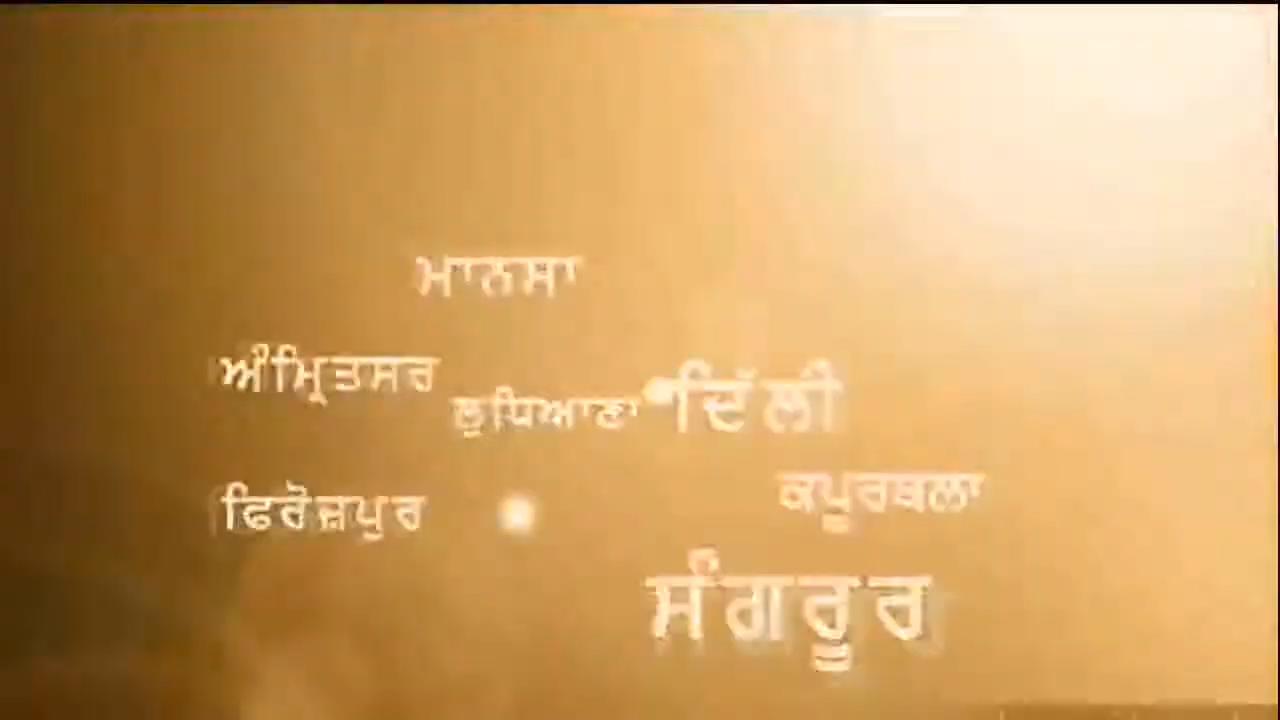 ਮਾਨਸਾ
ਅੰਮ੍ਰਿਤਸਰ
ਲੁਧਿਆਣਾ
ਦਿੱਲੀ
ਕਪੂਰਥਲਾ
ਫਿਰੋਜ਼ਪੁਰ
ਸੰਗਰੂਰ